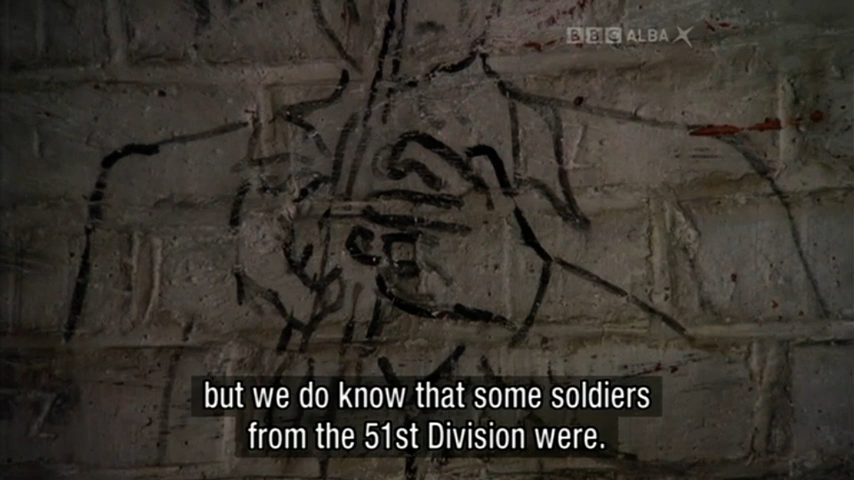 BBC ALBA
but we do know that some soldiers
from the 51st Division were.